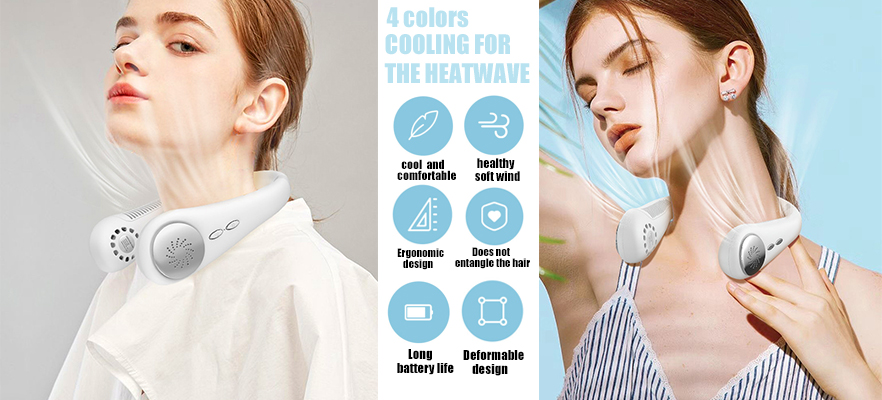 4 colors
COOLING FOR
THE HEATWAVE
cool and
comfortable
healthy
soft wind
Ergonomic
design
Does not
entangle the hair
Long
battery life
Deformable
design